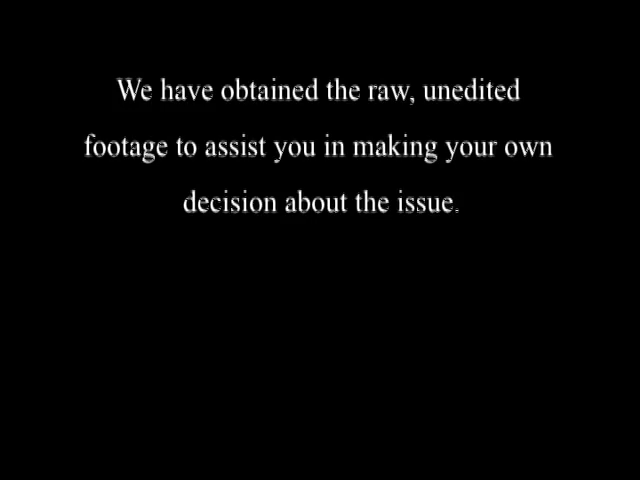 We have obtained the raw, unedited
footage to assist you in making your own
decision about the issue.